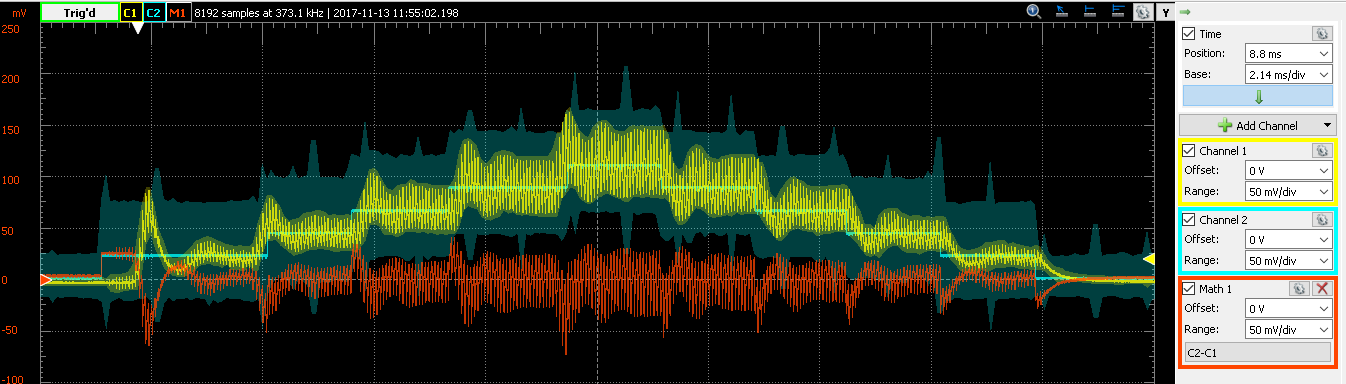 mV Trig'd C1 C2 M1 8192 samples at 373.1 kHz | 2017-11-13 11:55:02.198 Y
250
200
150
100
50
0
-50
-100
Time
Position: 8.8 ms
Base: 2.14 ms/div
Add Channel
Channel 1
Offset: 0 V
Range: 50 mV/div
Channel 2
Offset: 0 V
Range: 50 mV/div
Math 1
Offset: 0 V
Range: 50 mV/div
C2-C1